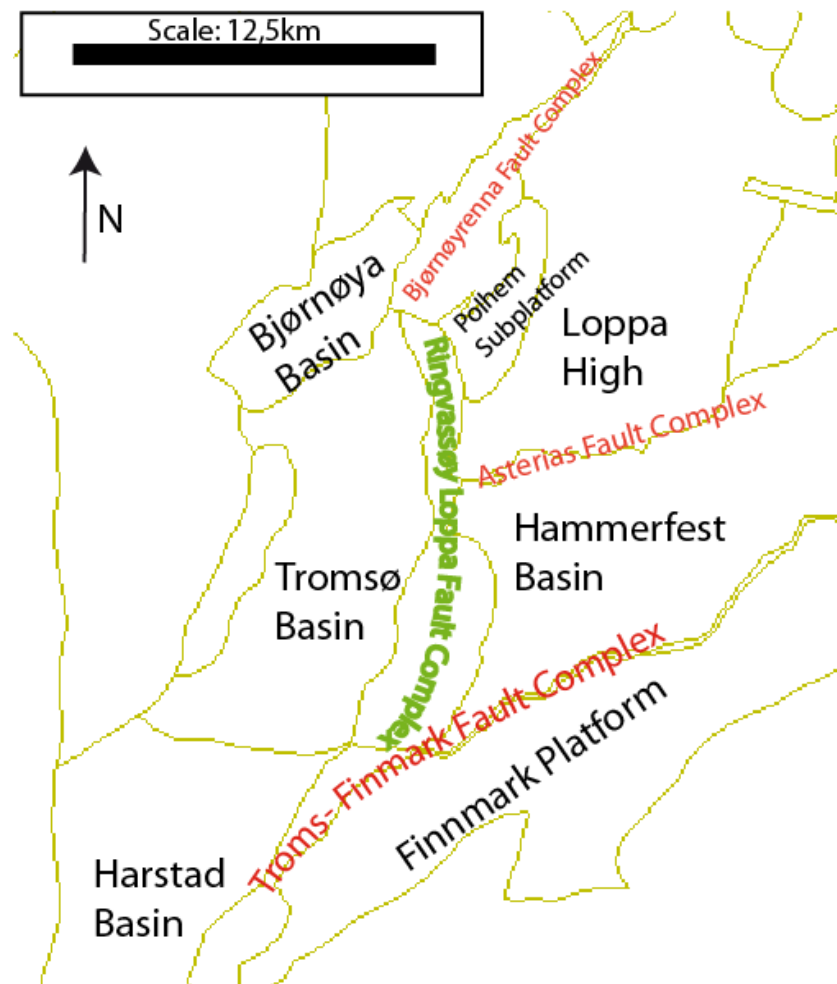 Scale: 12,5km
N
Bjørnøyrenna Fault Complex
Bjørnøya
Basin
Polhem
Subplatform
Loppa
High
Ringvassøy Loppa Fault Complex
Asterias Fault Complex
Hammerfest
Basin
Tromsø
Basin
Troms- Finmark Fault Complex
Finnmark Platform
Harstad
Basin